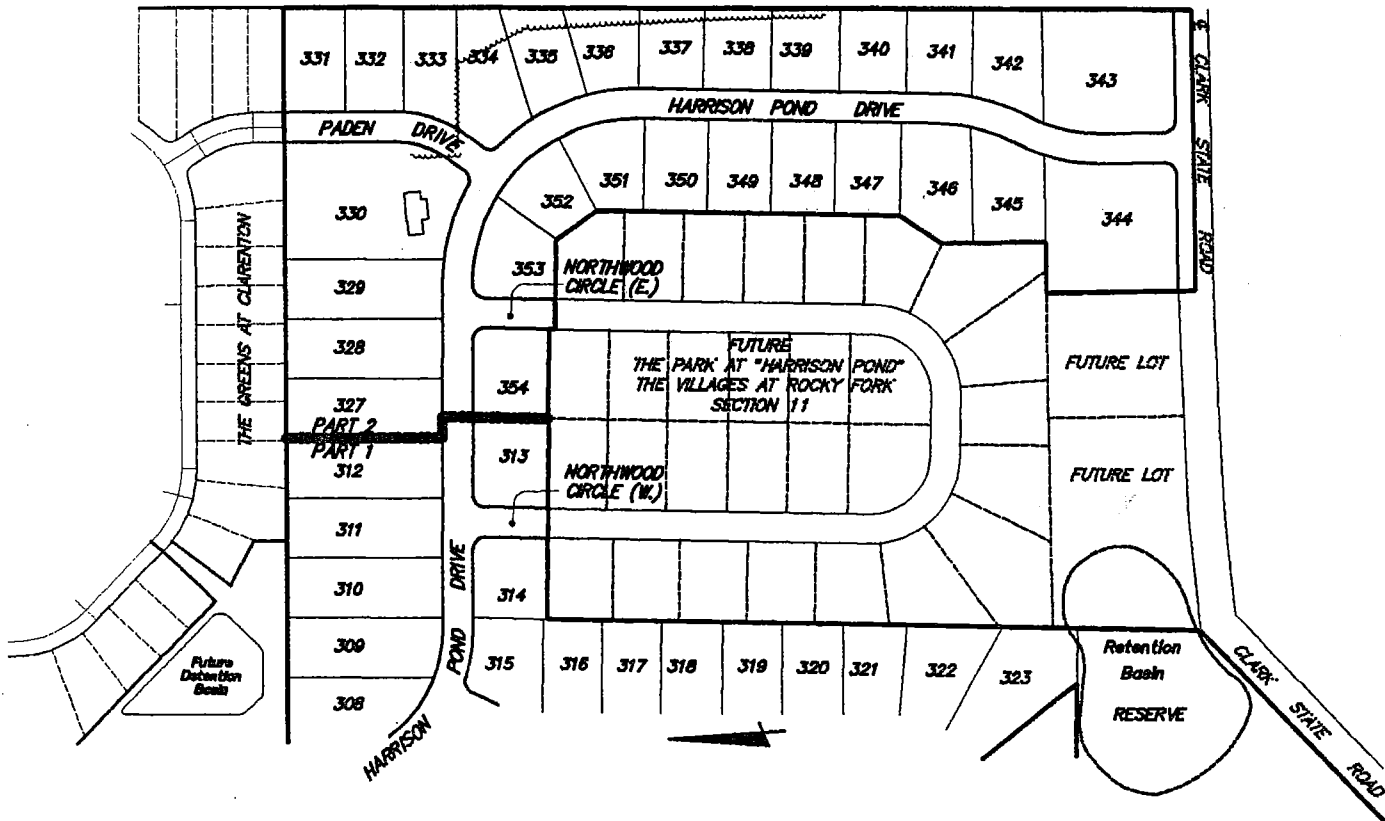 331 332 333 334 335 336 337 338 339 340 341 342 343
℄ CLARK STATE ROAD
PADEN DRIVE
HARRISON POND DRIVE
330
352 351 350 349 348 347 346 345 344
THE GREENS AT CLARENTON
329
353
NORTHWOOD
CIRCLE (E.)
328
354
327
FUTURE
THE PARK AT "HARRISON POND"
THE VILLAGES AT ROCKY FORK
SECTION 11
FUTURE LOT
PART 2
PART 1
312
313
NORTHWOOD
CIRCLE (W.)
FUTURE LOT
311
310
314
309
308
HARRISON POND DRIVE
315 316 317 318 319 320 321 322 323
Future
Detention
Basin
Retention
Basin
RESERVE
CLARK STATE ROAD